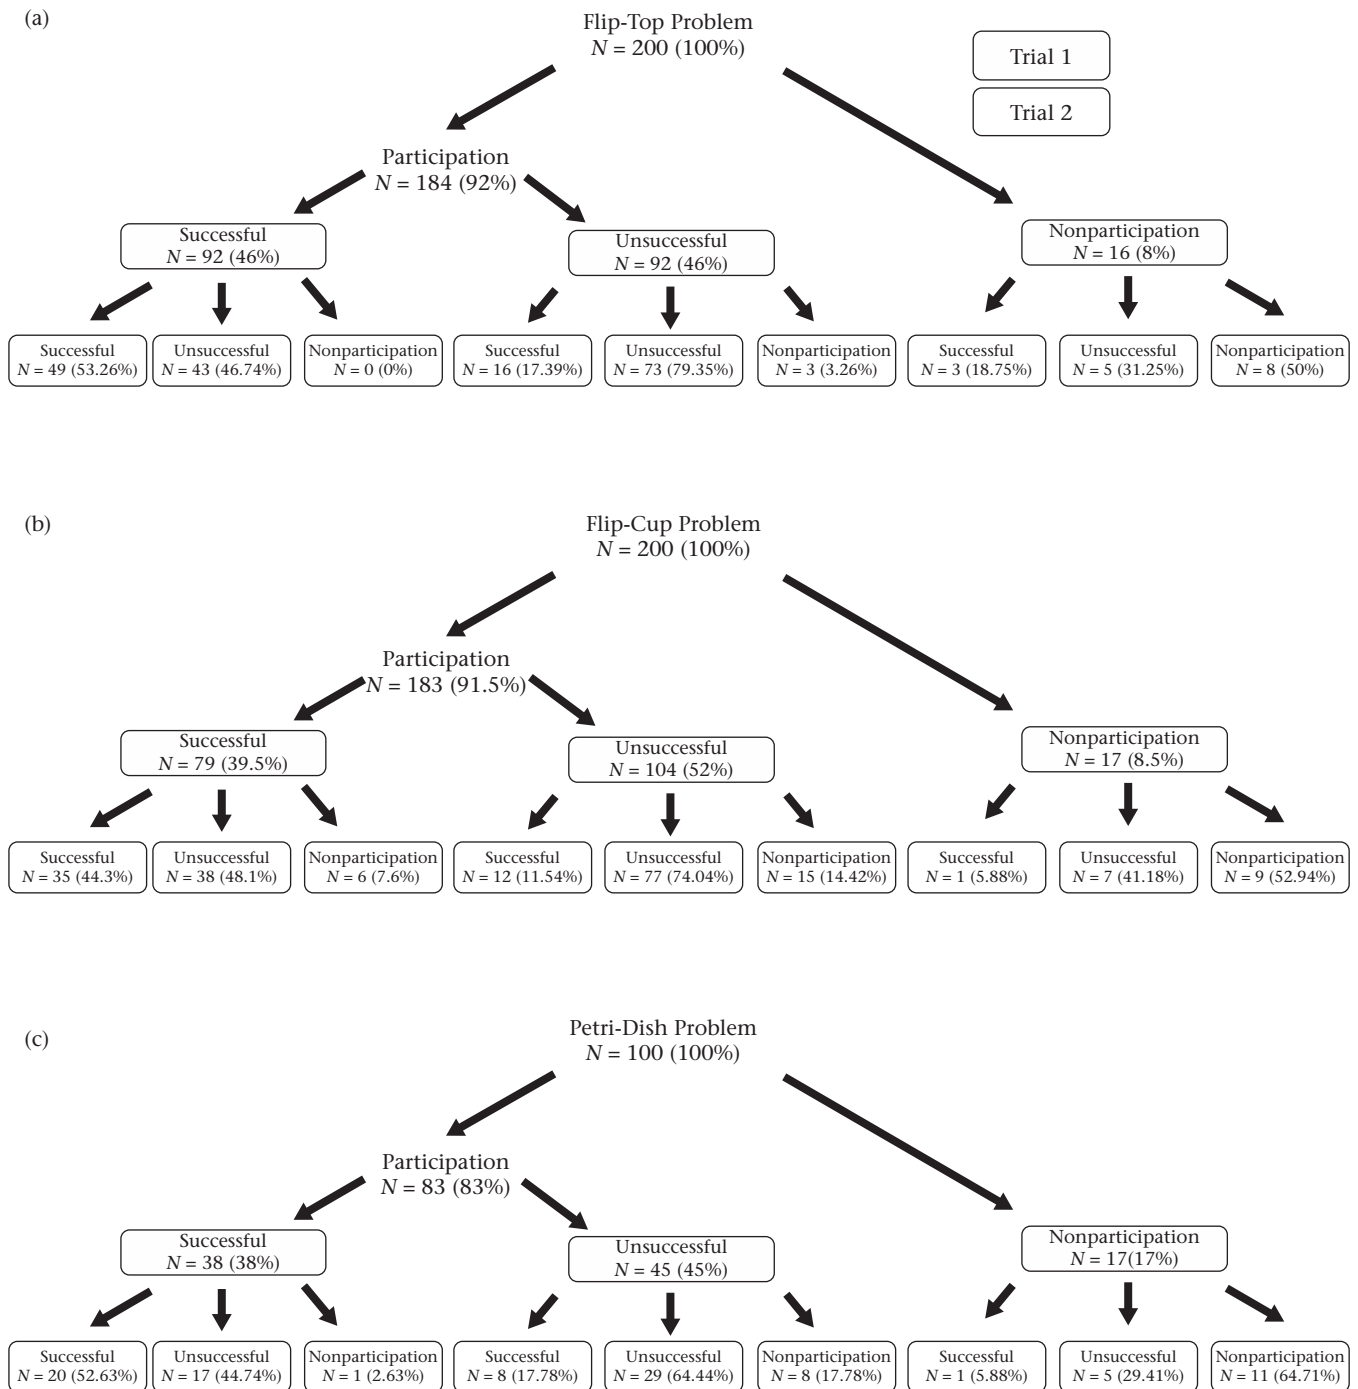 (a)
Flip-Top Problem
N = 200 (100%)
Trial 1
Trial 2
Participation
N = 184 (92%)
Successful
N = 92 (46%)
Unsuccessful
N = 92 (46%)
Nonparticipation
N = 16 (8%)
Successful
N = 49 (53.26%)
Unsuccessful
N = 43 (46.74%)
Nonparticipation
N = 0 (0%)
Successful
N = 16 (17.39%)
Unsuccessful
N = 73 (79.35%)
Nonparticipation
N = 3 (3.26%)
Successful
N = 3 (18.75%)
Unsuccessful
N = 5 (31.25%)
Nonparticipation
N = 8 (50%)
(b)
Flip-Cup Problem
N = 200 (100%)
Participation
N = 183 (91.5%)
Successful
N = 79 (39.5%)
Unsuccessful
N = 104 (52%)
Nonparticipation
N = 17 (8.5%)
Successful
N = 35 (44.3%)
Unsuccessful
N = 38 (48.1%)
Nonparticipation
N = 6 (7.6%)
Successful
N = 12 (11.54%)
Unsuccessful
N = 77 (74.04%)
Nonparticipation
N = 15 (14.42%)
Successful
N = 1 (5.88%)
Unsuccessful
N = 7 (41.18%)
Nonparticipation
N = 9 (52.94%)
(c)
Petri-Dish Problem
N = 100 (100%)
Participation
N = 83 (83%)
Successful
N = 38 (38%)
Unsuccessful
N = 45 (45%)
Nonparticipation
N = 17(17%)
Successful
N = 20 (52.63%)
Unsuccessful
N = 17 (44.74%)
Nonparticipation
N = 1 (2.63%)
Successful
N = 8 (17.78%)
Unsuccessful
N = 29 (64.44%)
Nonparticipation
N = 8 (17.78%)
Successful
N = 1 (5.88%)
Unsuccessful
N = 5 (29.41%)
Nonparticipation
N = 11 (64.71%)